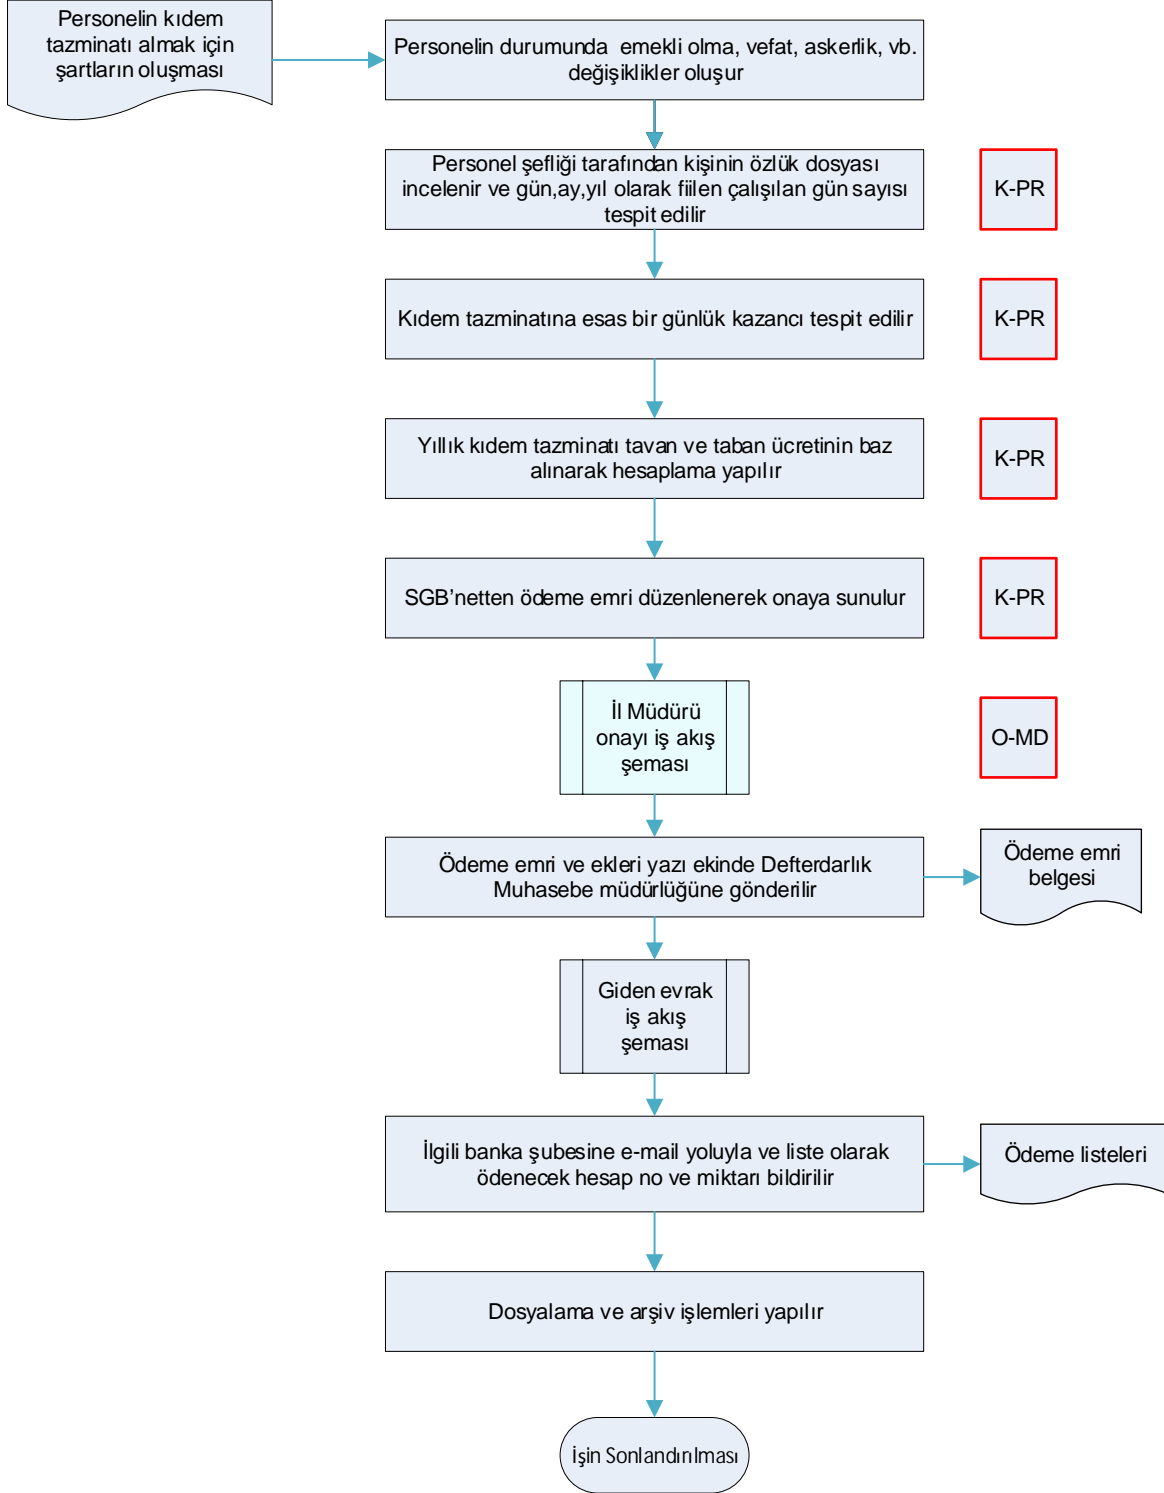 Personelin kıdem
tazminatı almak için
şartların oluşması
Personelin durumunda emekli olma, vefat, askerlik, vb.
değişiklikler oluşur
Personel şefliği tarafından kişinin özlük dosyası
incelenir ve gün,ay,yıl olarak fiilen çalışılan gün sayısı
tespit edilir
K-PR
Kıdem tazminatına esas bir günlük kazancı tespit edilir
K-PR
Yıllık kıdem tazminatı tavan ve taban ücretinin baz
alınarak hesaplama yapılır
K-PR
SGB’netten ödeme emri düzenlenerek onaya sunulur
K-PR
İl Müdürü
onayı iş akış
şeması
O-MD
Ödeme emri ve ekleri yazı ekinde Defterdarlık
Muhasebe müdürlüğüne gönderilir
Ödeme emri
belgesi
Giden evrak
iş akış
şeması
İlgili banka şubesine e-mail yoluyla ve liste olarak
ödenecek hesap no ve miktarı bildirilir
Ödeme listeleri
Dosyalama ve arşiv işlemleri yapılır
İşin Sonlandırılması